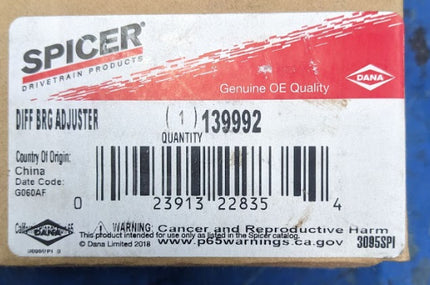 SPICER®
DRIVETRAIN PRODUCTS
DANA
Genuine OE Quality
DIFF BRG ADJUSTER
(1) 139992
QUANTITY
Country Of Origin:
China
Date Code:
G060AF
0 23913 22835 4
WARNING: Cancer and Reproductive Harm
DANA
This product intended for use only as listed in the Spicer catalog.
© Dana Limited 2018
www.p65warnings.ca.gov
3095SPI